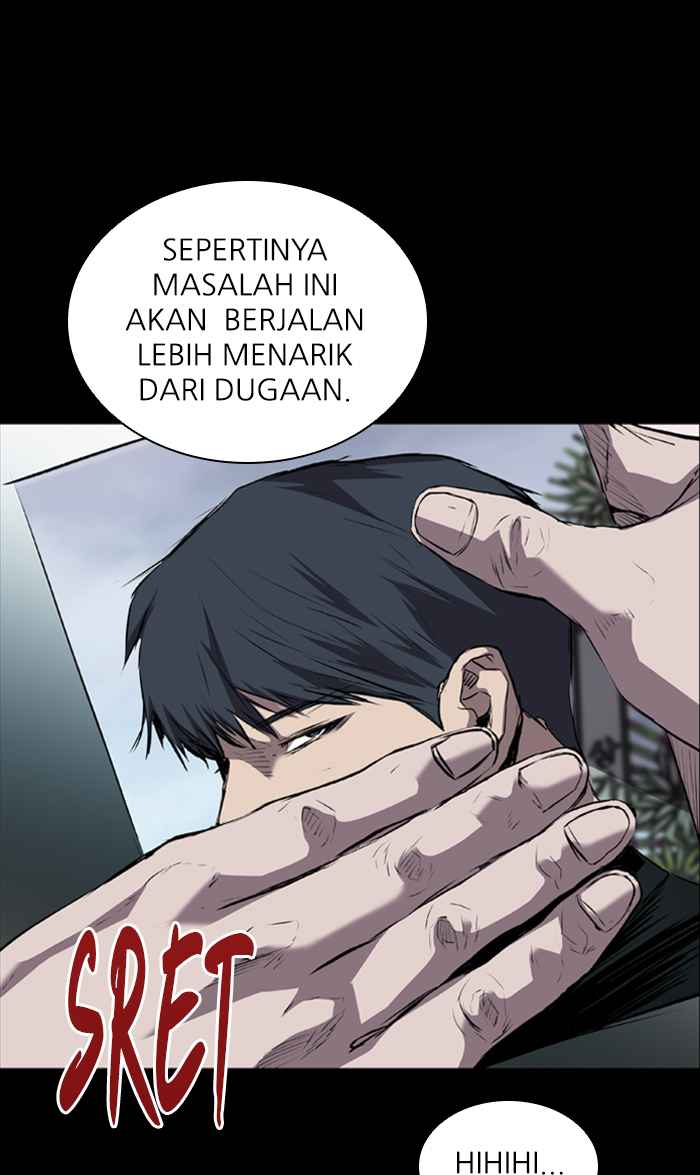 SEPERTINYA
MASALAH INI
AKAN BERJALAN
LEBIH MENARIK
DARI DUGAAN.
SRET
HIHIHI...